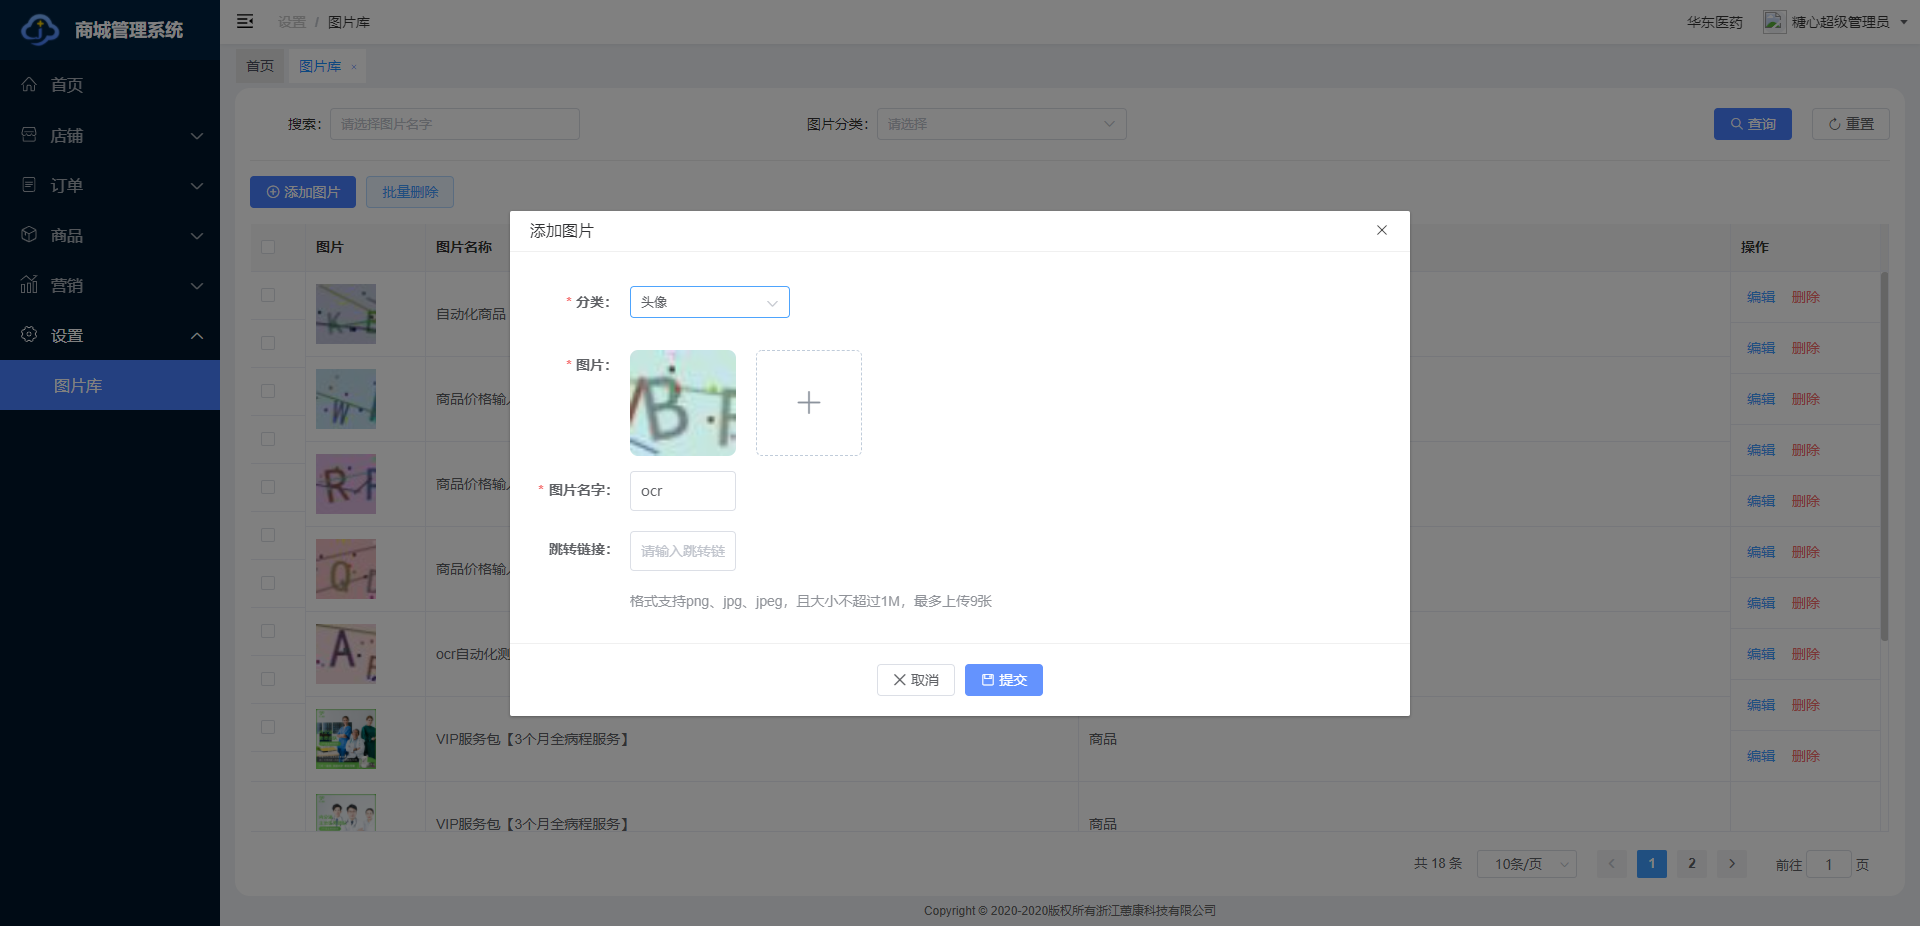 商城管理系统
设置 / 图片库
华东医药
糖心超级管理员
首页
店铺
订单
商品
营销
设置
图片库
首页
图片库 ×
搜索：
请选择图片名字
图片分类：
请选择
查询
重置
添加图片
批量删除
图片
图片名称
操作
自动化商品
商品价格输入
商品价格输入
商品价格输入
ocr自动化测
VIP服务包【3个月全病程服务】
商品
VIP服务包【3个月全病程服务】
商品
编辑 删除
编辑 删除
编辑 删除
编辑 删除
编辑 删除
编辑 删除
编辑 删除
编辑 删除
编辑 删除
编辑 删除
添加图片
* 分类：
头像
* 图片：
B
* 图片名字：
ocr
跳转链接：
请输入跳转链
格式支持png、jpg、jpeg，且大小不超过1M，最多上传9张
取消
提交
共 18 条
10条/页
1
2
前往 1 页
Copyright © 2020-2020版权所有浙江蕙康科技有限公司